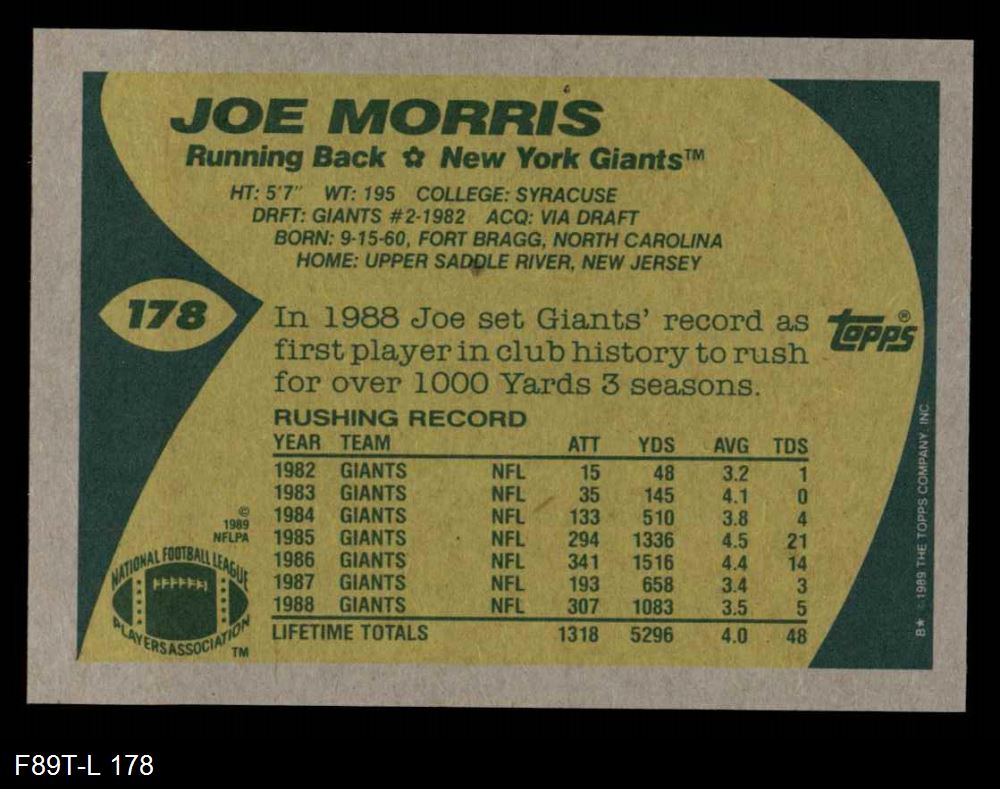 JOE MORRIS
Running Back ✿ New York Giants™
HT: 5'7" WT: 195 COLLEGE: SYRACUSE
DRFT: GIANTS #2-1982 ACQ: VIA DRAFT
BORN: 9-15-60, FORT BRAGG, NORTH CAROLINA
HOME: UPPER SADDLE RIVER, NEW JERSEY
178
In 1988 Joe set Giants' record as
first player in club history to rush
for over 1000 Yards 3 seasons.
topps®
RUSHING RECORD
YEAR TEAM ATT YDS AVG TDS
1982 GIANTS NFL 15 48 3.2 1
1983 GIANTS NFL 35 145 4.1 0
1984 GIANTS NFL 133 510 3.8 4
1985 GIANTS NFL 294 1336 4.5 21
1986 GIANTS NFL 341 1516 4.4 14
1987 GIANTS NFL 193 658 3.4 3
1988 GIANTS NFL 307 1083 3.5 5
LIFETIME TOTALS 1318 5296 4.0 48
©
1989
NFLPA
NATIONAL FOOTBALL LEAGUE
PLAYERS ASSOCIATION
TM
B★ © 1989 THE TOPPS COMPANY, INC.
F89T-L 178